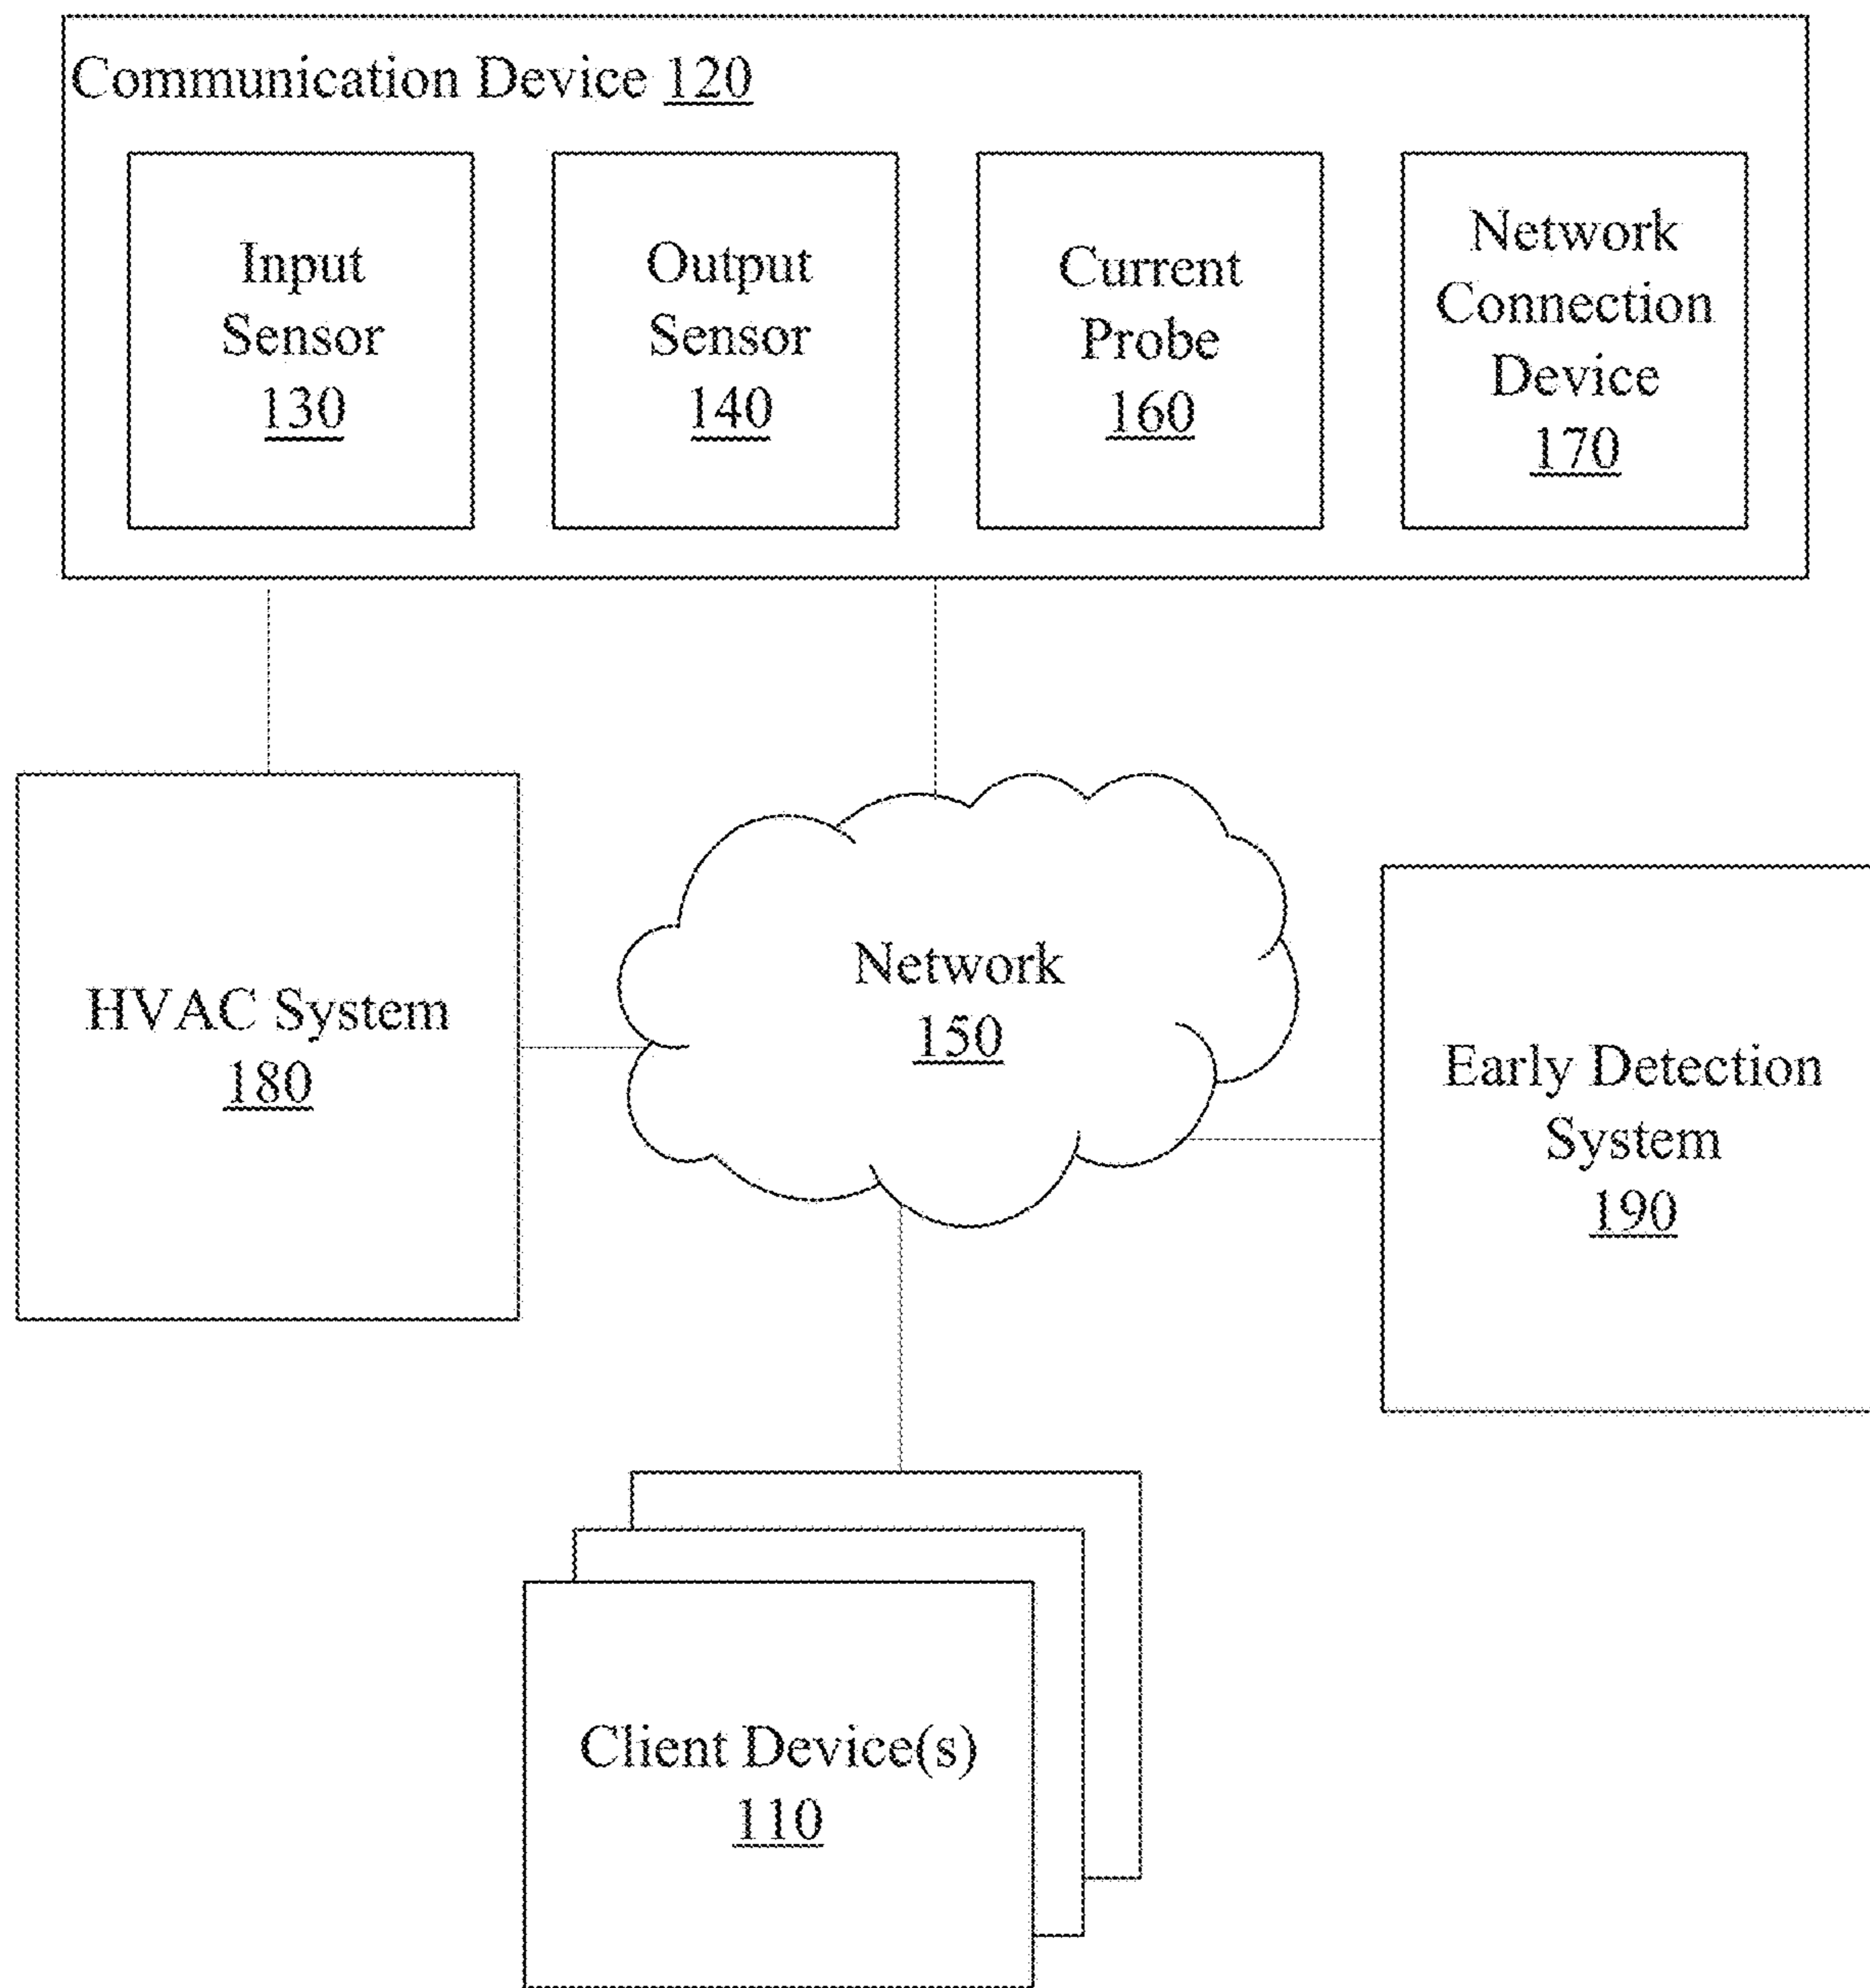 Communication Device 120
Input
Sensor
130
Output
Sensor
140
Current
Probe
160
Network
Connection
Device
170
HVAC System
180
Network
150
Early Detection
System
190
Client Device(s)
110